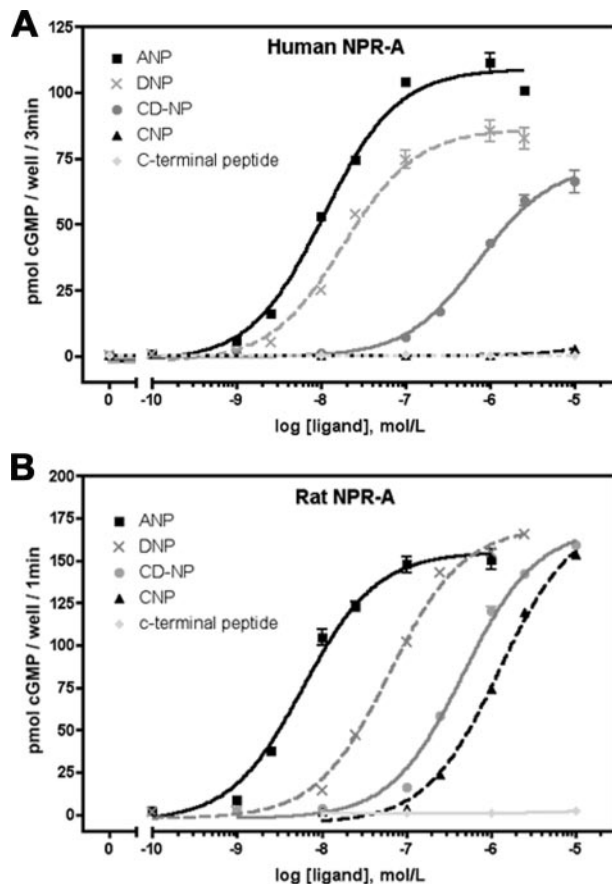 A
Human NPR-A
ANP
DNP
CD-NP
CNP
C-terminal peptide
pmol cGMP / well / 3min
125
100
75
50
25
0
0 -10 -9 -8 -7 -6 -5
log [ligand], mol/L
B
Rat NPR-A
ANP
DNP
CD-NP
CNP
c-terminal peptide
pmol cGMP / well / 1min
200
175
150
125
100
75
50
25
0
0 -10 -9 -8 -7 -6 -5
log [ligand], mol/L